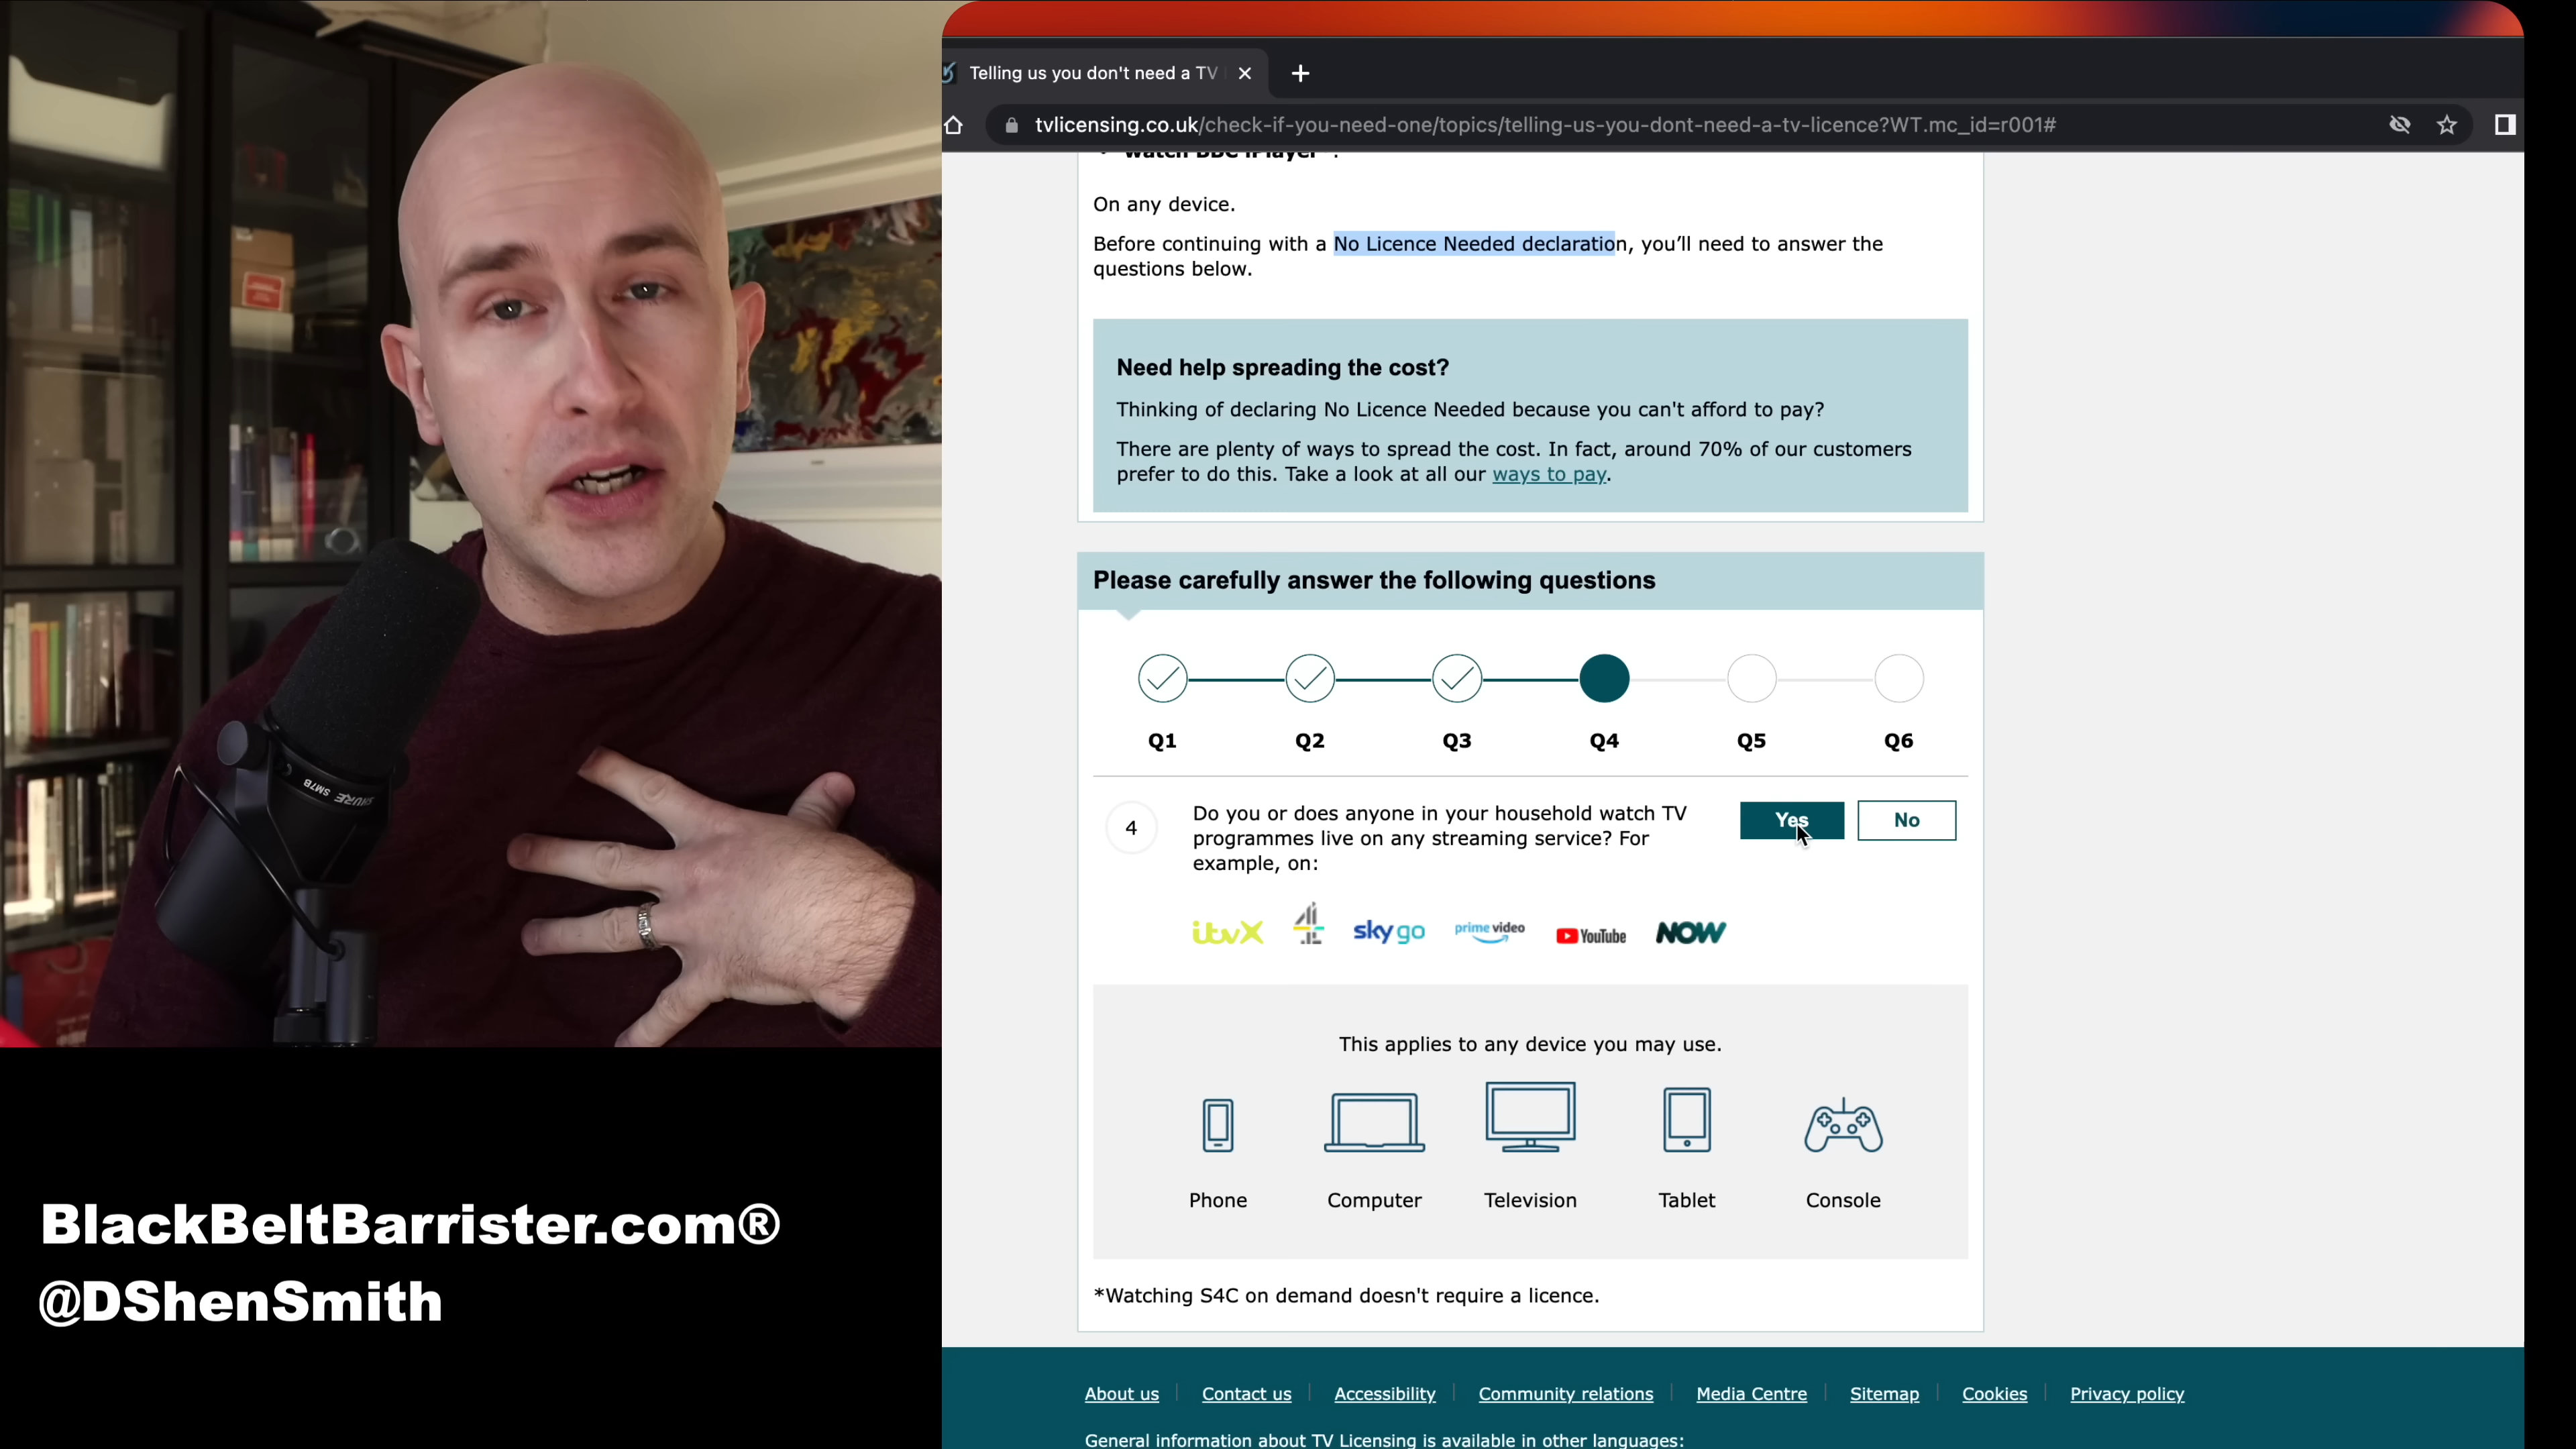 Telling us you don't need a TV
tvlicensing.co.uk/check-if-you-need-one/topics/telling-us-you-dont-need-a-tv-licence?WT.mc_id=r001#
Watch BBC iPlayer*.
On any device.
Before continuing with a No Licence Needed declaration, you’ll need to answer the
questions below.
Need help spreading the cost?
Thinking of declaring No Licence Needed because you can't afford to pay?
There are plenty of ways to spread the cost. In fact, around 70% of our customers
prefer to do this. Take a look at all our ways to pay.
Please carefully answer the following questions
Q1 Q2 Q3 Q4 Q5 Q6
4
Do you or does anyone in your household watch TV
programmes live on any streaming service? For
example, on:
Yes No
itvX 4 sky go prime video YouTube NOW
This applies to any device you may use.
Phone Computer Television Tablet Console
*Watching S4C on demand doesn't require a licence.
About us Contact us Accessibility Community relations Media Centre Sitemap Cookies Privacy policy
General information about TV Licensing is available in other languages:
SHURE SM7B
BlackBeltBarrister.com®
@DShenSmith